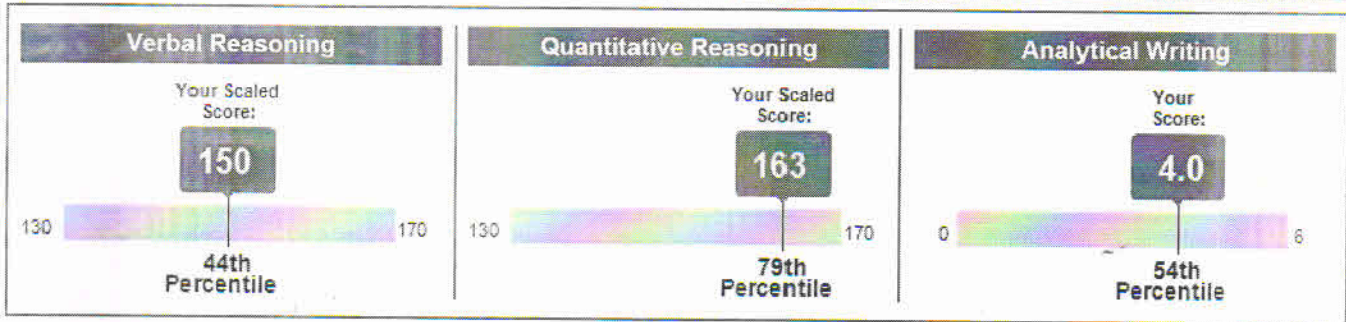 Verbal Reasoning
Your Scaled
Score:
150
130
170
44th
Percentile
Quantitative Reasoning
Your Scaled
Score:
163
130
170
79th
Percentile
Analytical Writing
Your
Score:
4.0
0
6
54th
Percentile